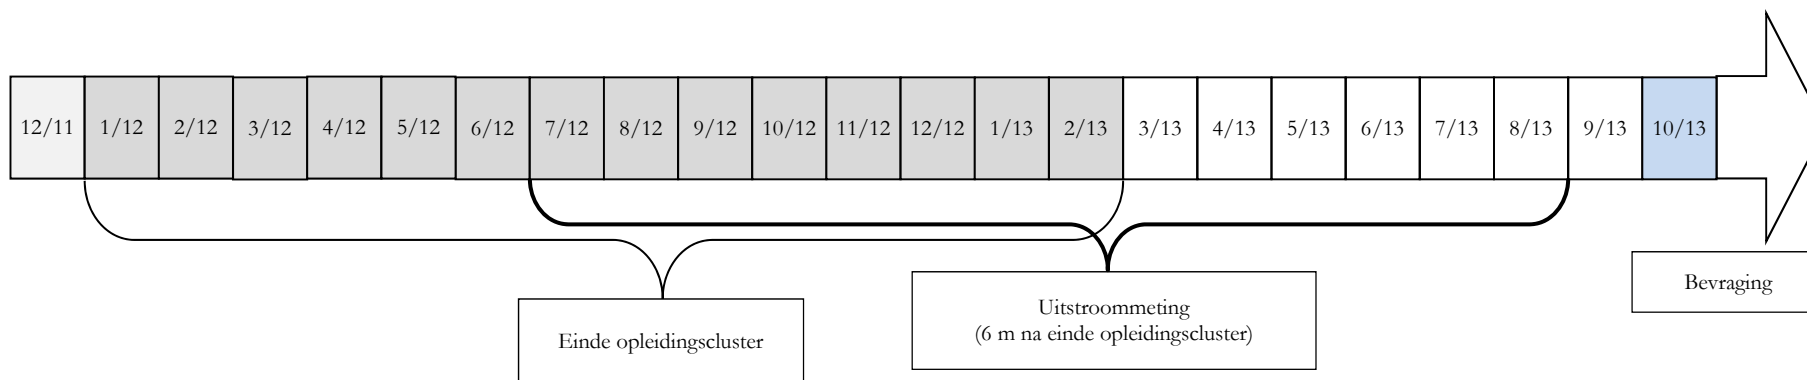 12/11 1/12 2/12 3/12 4/12 5/12 6/12 7/12 8/12 9/12 10/12 11/12 12/12 1/13 2/13 3/13 4/13 5/13 6/13 7/13 8/13 9/13 10/13
Bevraging
Uitstroommeting
(6 m na einde opleidingscluster)
Einde opleidingscluster